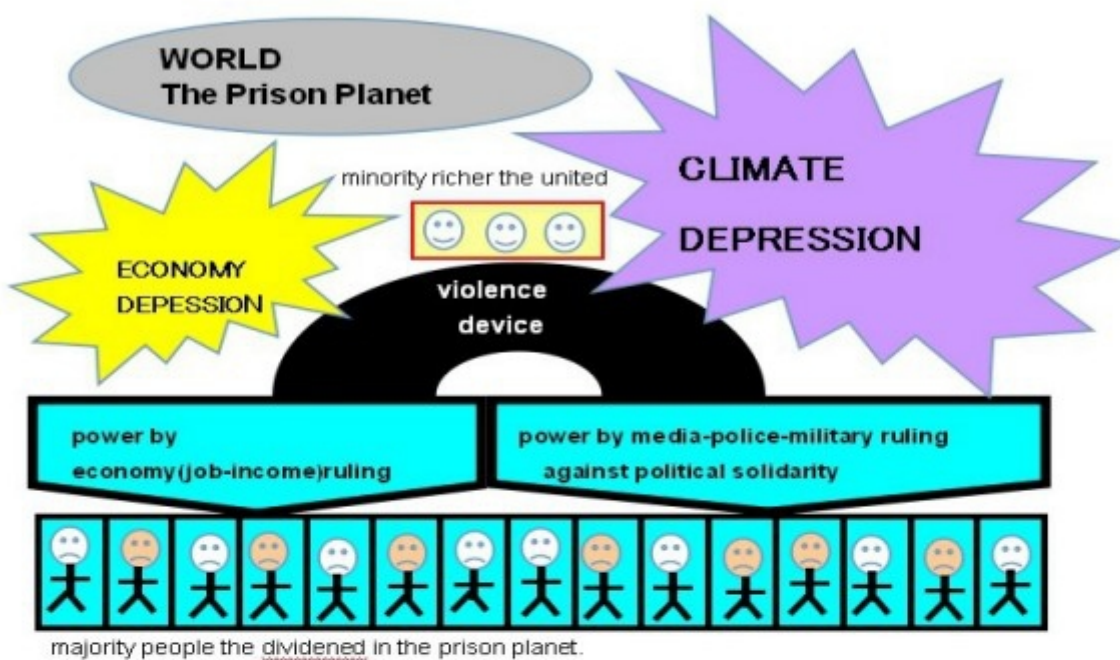 WORLD
The Prison Planet
minority richer the united
CLIMATE
DEPRESSION
ECONOMY
DEPESSION
violence
device
power by
economy(job-income)ruling
power by media-police-military ruling
against political solidarity
majority people the dividened in the prison planet.